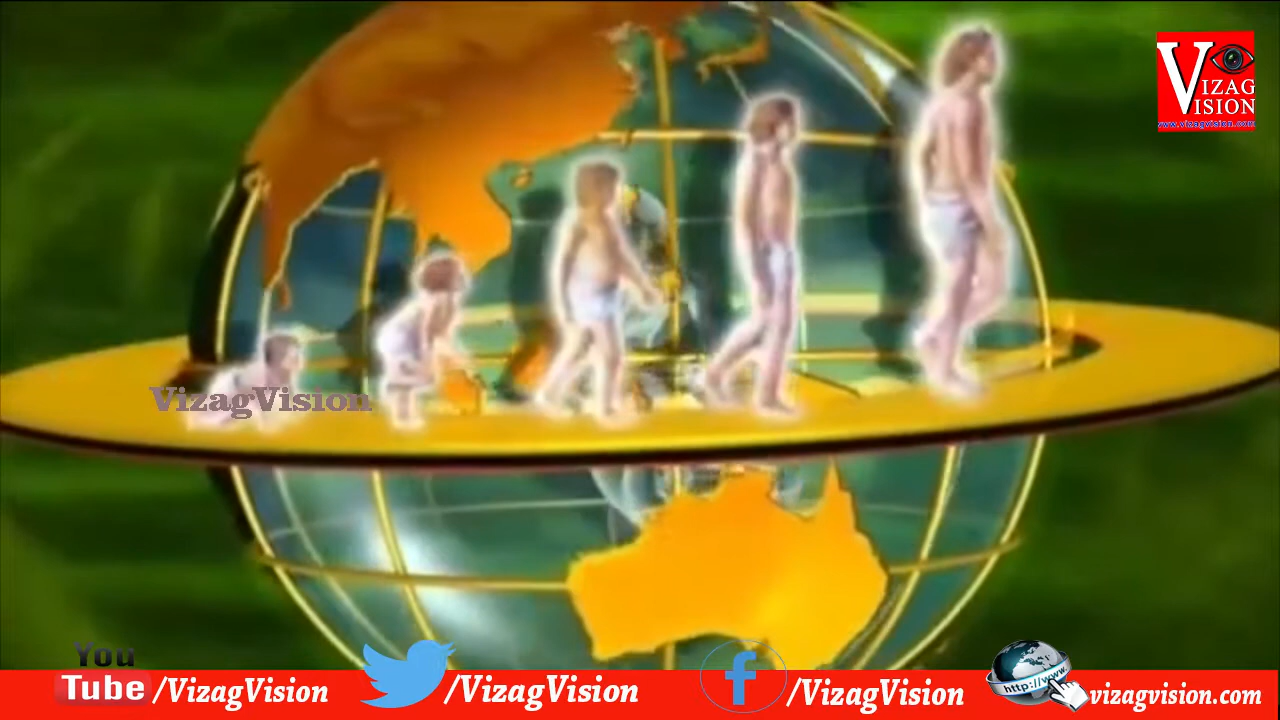 VIZAG
VISION
www.vizagvision.com
VizagVision
You
Tube /VizagVision
/VizagVision
f /VizagVision
http://www.
vizagvision.com